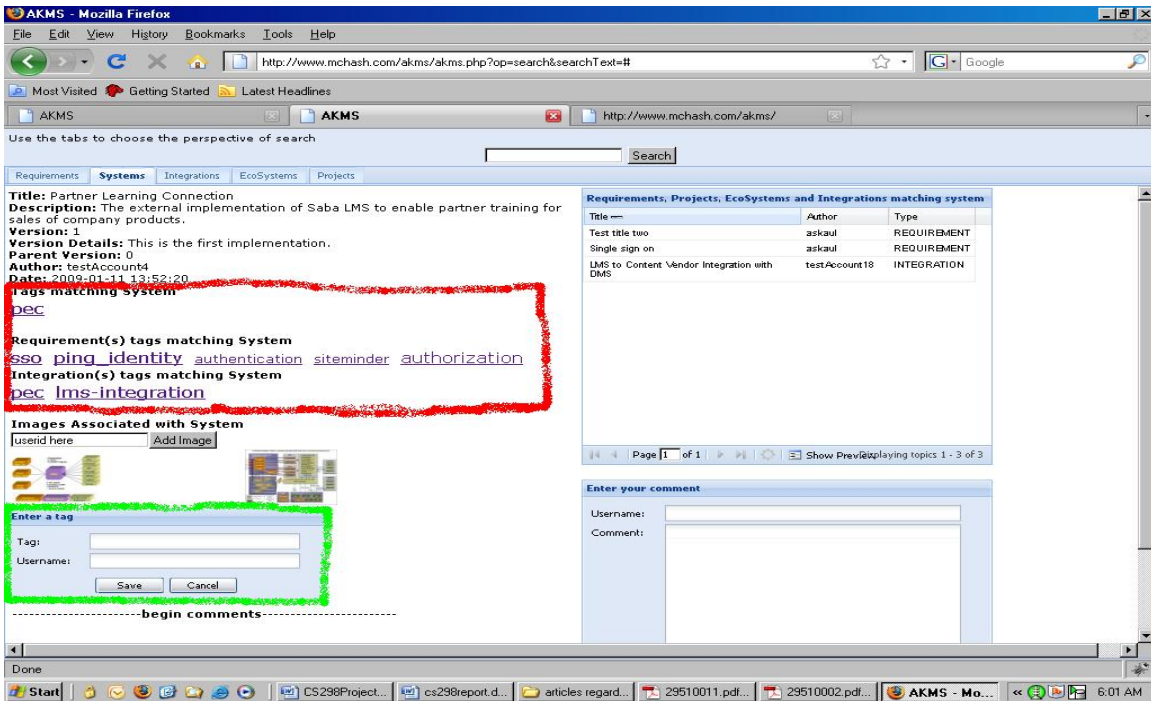 AKMS - Mozilla Firefox
File Edit View History Bookmarks Tools Help
http://www.mchash.com/akms/akms.php?op=search&searchText=#
G Google
Most Visited Getting Started Latest Headlines
AKMS AKMS http://www.mchash.com/akms/
Use the tabs to choose the perspective of search
Search
Requirements Systems Integrations EcoSystems Projects
Title: Partner Learning Connection
Description: The external implementation of Saba LMS to enable partner training for
sales of company products.
Version: 1
Version Details: This is the first implementation.
Parent Version: 0
Author: testAccount4
Date: 2009-01-11 13:52:20
Tags matching System
pec
Requirement(s) tags matching System
sso ping_identity authentication siteminder authorization
Integration(s) tags matching System
pec lms-integration
Images Associated with System
userid here Add Image
Enter a tag
Tag:
Username:
Save Cancel
----------------------begin comments-----------------------
Requirements, Projects, EcoSystems and Integrations matching system
Title Author Type
Test title two askaul REQUIREMENT
Single sign on askaul REQUIREMENT
LMS to Content Vendor Integration with testAccount18 INTEGRATION
DMS
Page 1 of 1 Show Preview Displaying topics 1 - 3 of 3
Enter your comment
Username:
Comment:
Done
Start CS298Project... cs298report.d... articles regard... 29510011.pdf... 29510002.pdf... AKMS - Mo... « 6:01 AM